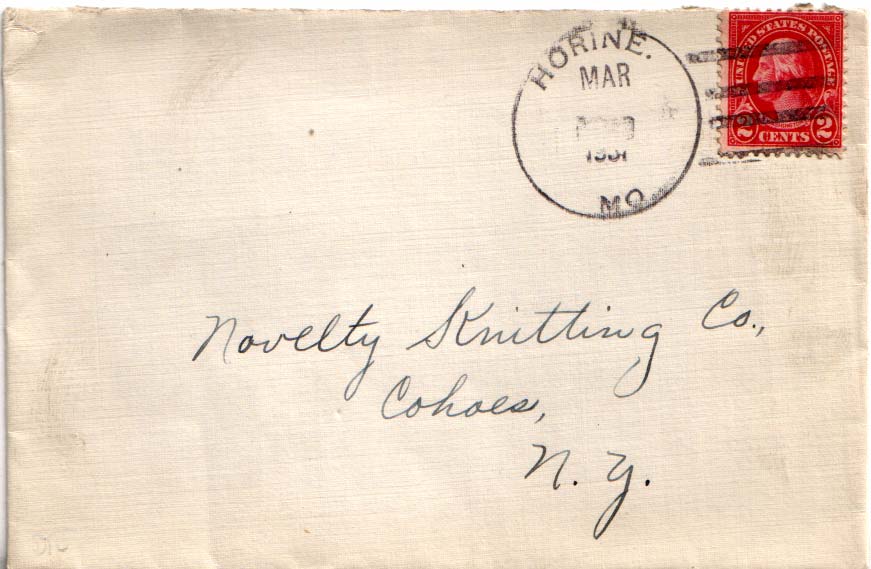 HORINE.
MAR
1931
MO.
UNITED STATES POSTAGE
2 CENTS 2
Novelty Knitting Co.,
Cohoes,
N. Y.